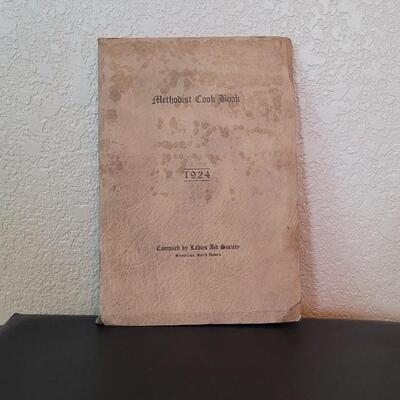 Methodist Cook Book
1924
Compiled by Ladies Aid Society
North Dakota